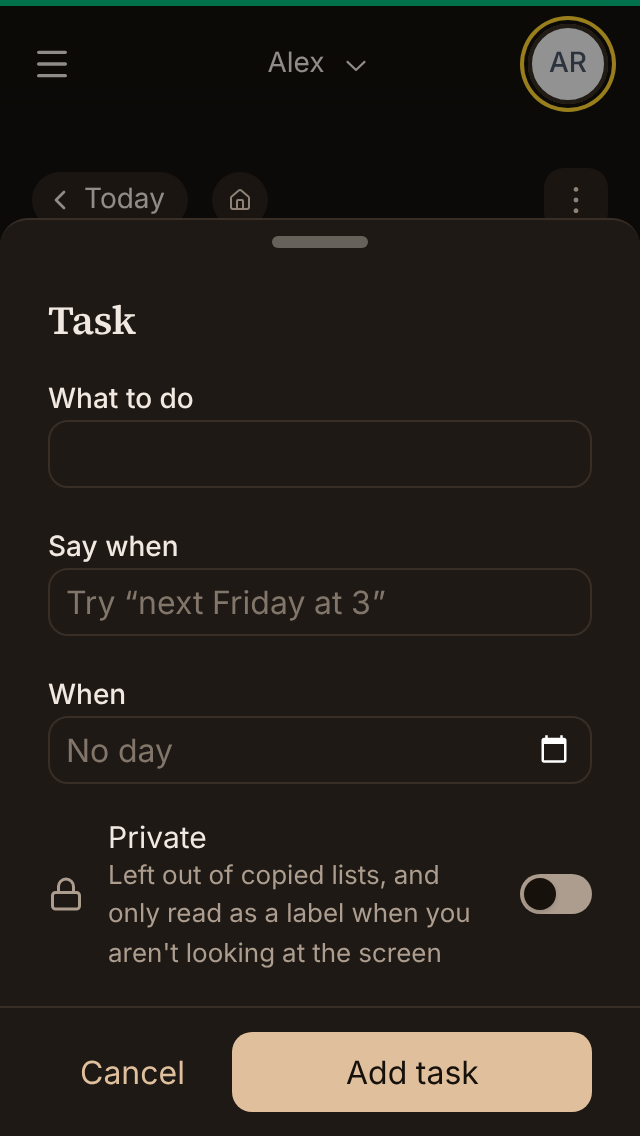 Alex
AR
Today
Task
What to do
Say when
Try “next Friday at 3”
When
No day
Private
Left out of copied lists, and
only read as a label when you
aren't looking at the screen
Cancel
Add task